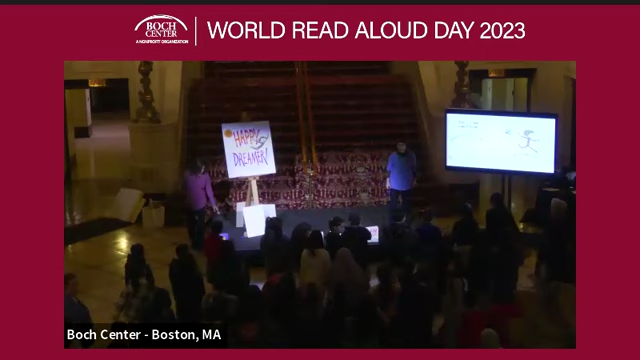 BOCH
CENTER
A NONPROFIT ORGANIZATION
WORLD READ ALOUD DAY 2023
HAPPY
DREAMER!
Boch Center - Boston, MA